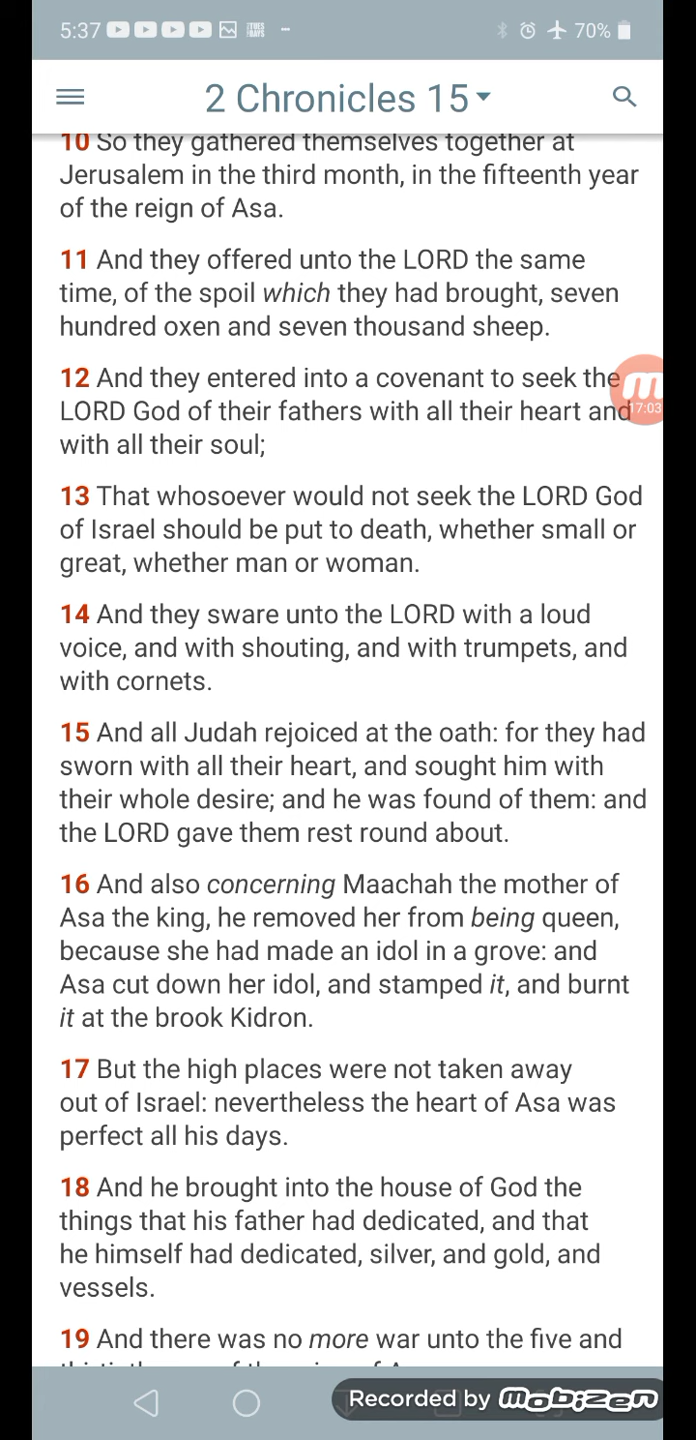 5:37
70%
2 Chronicles 15
10 So they gathered themselves together at
Jerusalem in the third month, in the fifteenth year
of the reign of Asa.
11 And they offered unto the LORD the same
time, of the spoil which they had brought, seven
hundred oxen and seven thousand sheep.
12 And they entered into a covenant to seek the
LORD God of their fathers with all their heart and
with all their soul;
17:03
13 That whosoever would not seek the LORD God
of Israel should be put to death, whether small or
great, whether man or woman.
14 And they sware unto the LORD with a loud
voice, and with shouting, and with trumpets, and
with cornets.
15 And all Judah rejoiced at the oath: for they had
sworn with all their heart, and sought him with
their whole desire; and he was found of them: and
the LORD gave them rest round about.
16 And also concerning Maachah the mother of
Asa the king, he removed her from being queen,
because she had made an idol in a grove: and
Asa cut down her idol, and stamped it, and burnt
it at the brook Kidron.
17 But the high places were not taken away
out of Israel: nevertheless the heart of Asa was
perfect all his days.
18 And he brought into the house of God the
things that his father had dedicated, and that
he himself had dedicated, silver, and gold, and
vessels.
19 And there was no more war unto the five and
Recorded by Mobizen